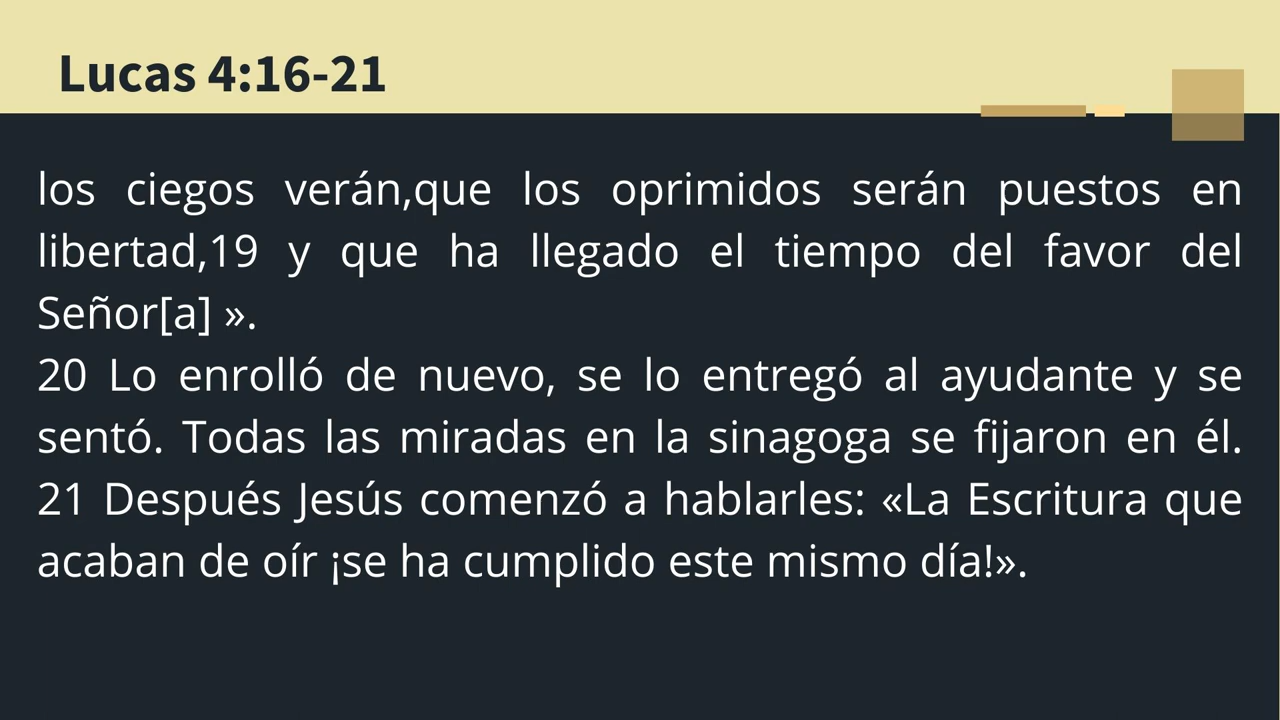 Lucas 4:16-21
los ciegos verán,que los oprimidos serán puestos en
libertad,19 y que ha llegado el tiempo del favor del
Señor[a] ».
20 Lo enrolló de nuevo, se lo entregó al ayudante y se
sentó. Todas las miradas en la sinagoga se fijaron en él.
21 Después Jesús comenzó a hablarles: «La Escritura que
acaban de oír ¡se ha cumplido este mismo día!».